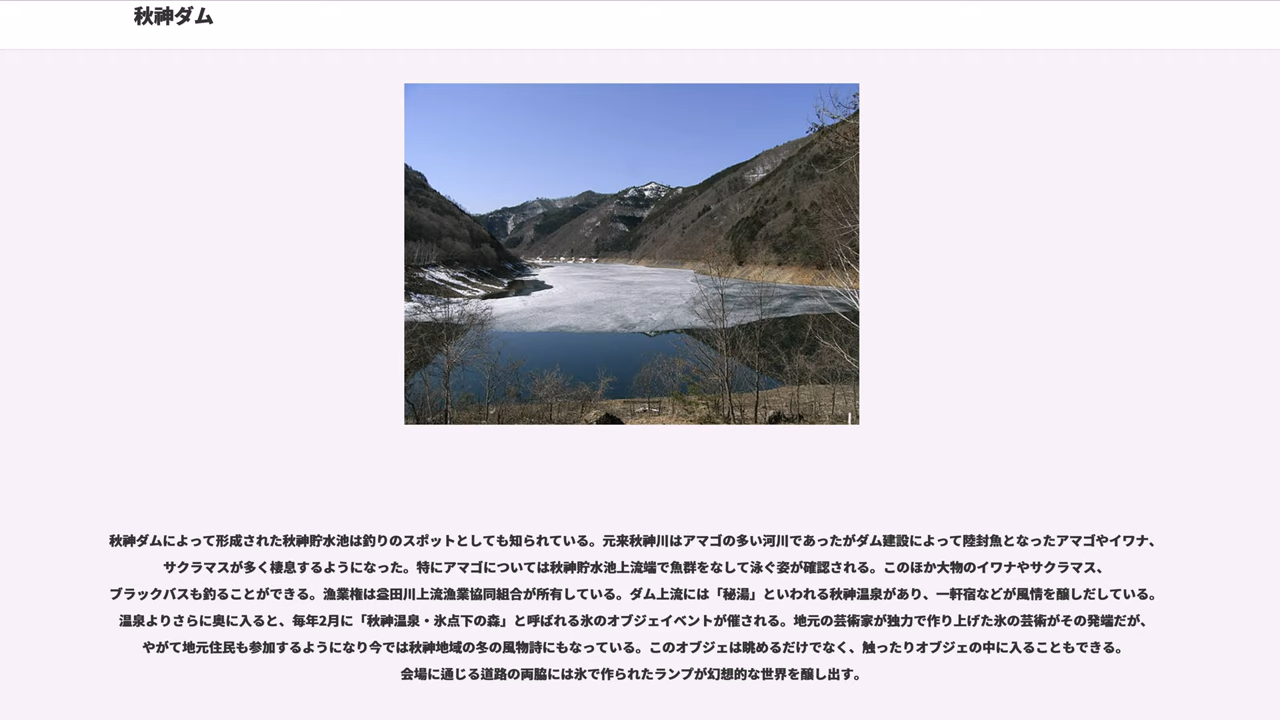 秋神ダム
秋神ダムによって形成された秋神貯水池は釣りのスポットとしても知られている。元来秋神川はアマゴの多い河川であったがダム建設によって陸封魚となったアマゴやイワナ、
サクラマスが多く棲息するようになった。特にアマゴについては秋神貯水池上流端で魚群をなして泳ぐ姿が確認される。このほか大物のイワナやサクラマス、
ブラックバスも釣ることができる。漁業権は益田川上流漁業協同組合が所有している。ダム上流には「秘湯」といわれる秋神温泉があり、一軒宿などが風情を醸しだしている。
温泉よりさらに奥に入ると、毎年2月に「秋神温泉・氷点下の森」と呼ばれる氷のオブジェイベントが催される。地元の芸術家が独力で作り上げた氷の芸術がその発端だが、
やがて地元住民も参加するようになり今では秋神地域の冬の風物詩にもなっている。このオブジェは眺めるだけでなく、触ったりオブジェの中に入ることもできる。
会場に通じる道路の両脇には氷で作られたランプが幻想的な世界を醸し出す。